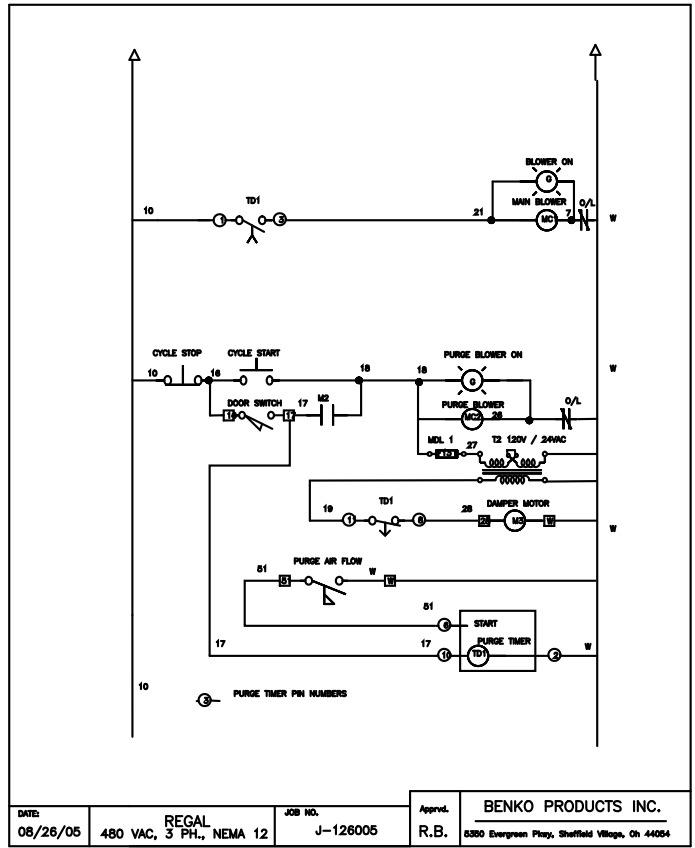 BLOWER ON
G
TD1
MAIN BLOWER
O/L
10
1
3
21
MC1
7
W
CYCLE STOP
CYCLE START
PURGE BLOWER ON
W
10
16
18
18
G
DOOR SWITCH
17
M2
PURGE BLOWER
O/L
17
MC2
26
MDL 1
27
T2 120V / 24VAC
TD1
DAMPER MOTOR
19
28
1
8
28
M3
W
W
PURGE AIR FLOW
51
W
51
W
51
6
START
17
17
PURGE TIMER
W
10
TD1
2
10
3
PURGE TIMER PIN NUMBERS
DATE:
08/26/05
REGAL
480 VAC, 3 PH., NEMA 12
JOB NO.
J-126005
Apprvd.
R.B.
BENKO PRODUCTS INC.
5350 Evergreen Pkwy, Sheffield Village, Oh 44054